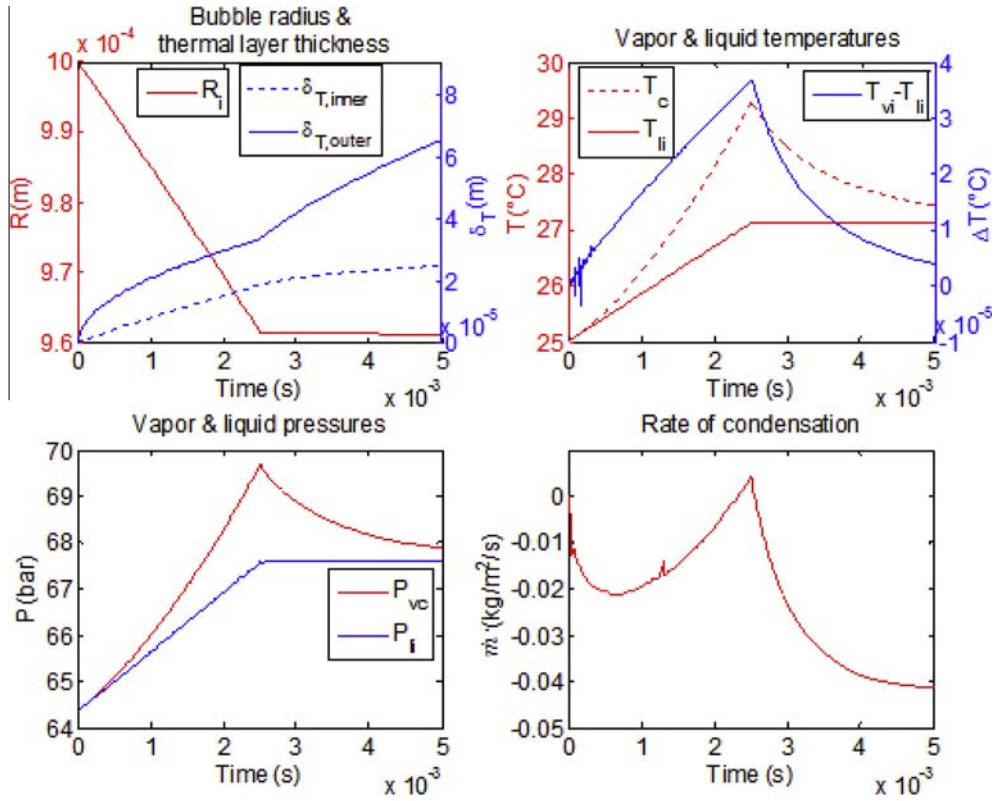 Bubble radius &
thermal layer thickness
x 10⁻⁴
10
9.9
9.8
9.7
9.6
R(m)
R_i
δ_T,inner
δ_T,outer
8
6
4
2
0
δ_T(m)
x 10⁻⁵
0 1 2 3 4 5
Time (s)
x 10⁻³
Vapor & liquid temperatures
30
29
28
27
26
25
T(°C)
T_c
T_li
T_vi-T_li
4
3
2
1
0
-1
ΔT(°C)
x 10⁻⁵
0 1 2 3 4 5
Time (s)
x 10⁻³
Vapor & liquid pressures
70
69
68
67
66
65
64
P(bar)
P_vc
P_li
0 1 2 3 4 5
Time (s)
x 10⁻³
Rate of condensation
0
-0.01
-0.02
-0.03
-0.04
-0.05
ṁ·(kg/m²/s)
0 1 2 3 4 5
Time (s)
x 10⁻³